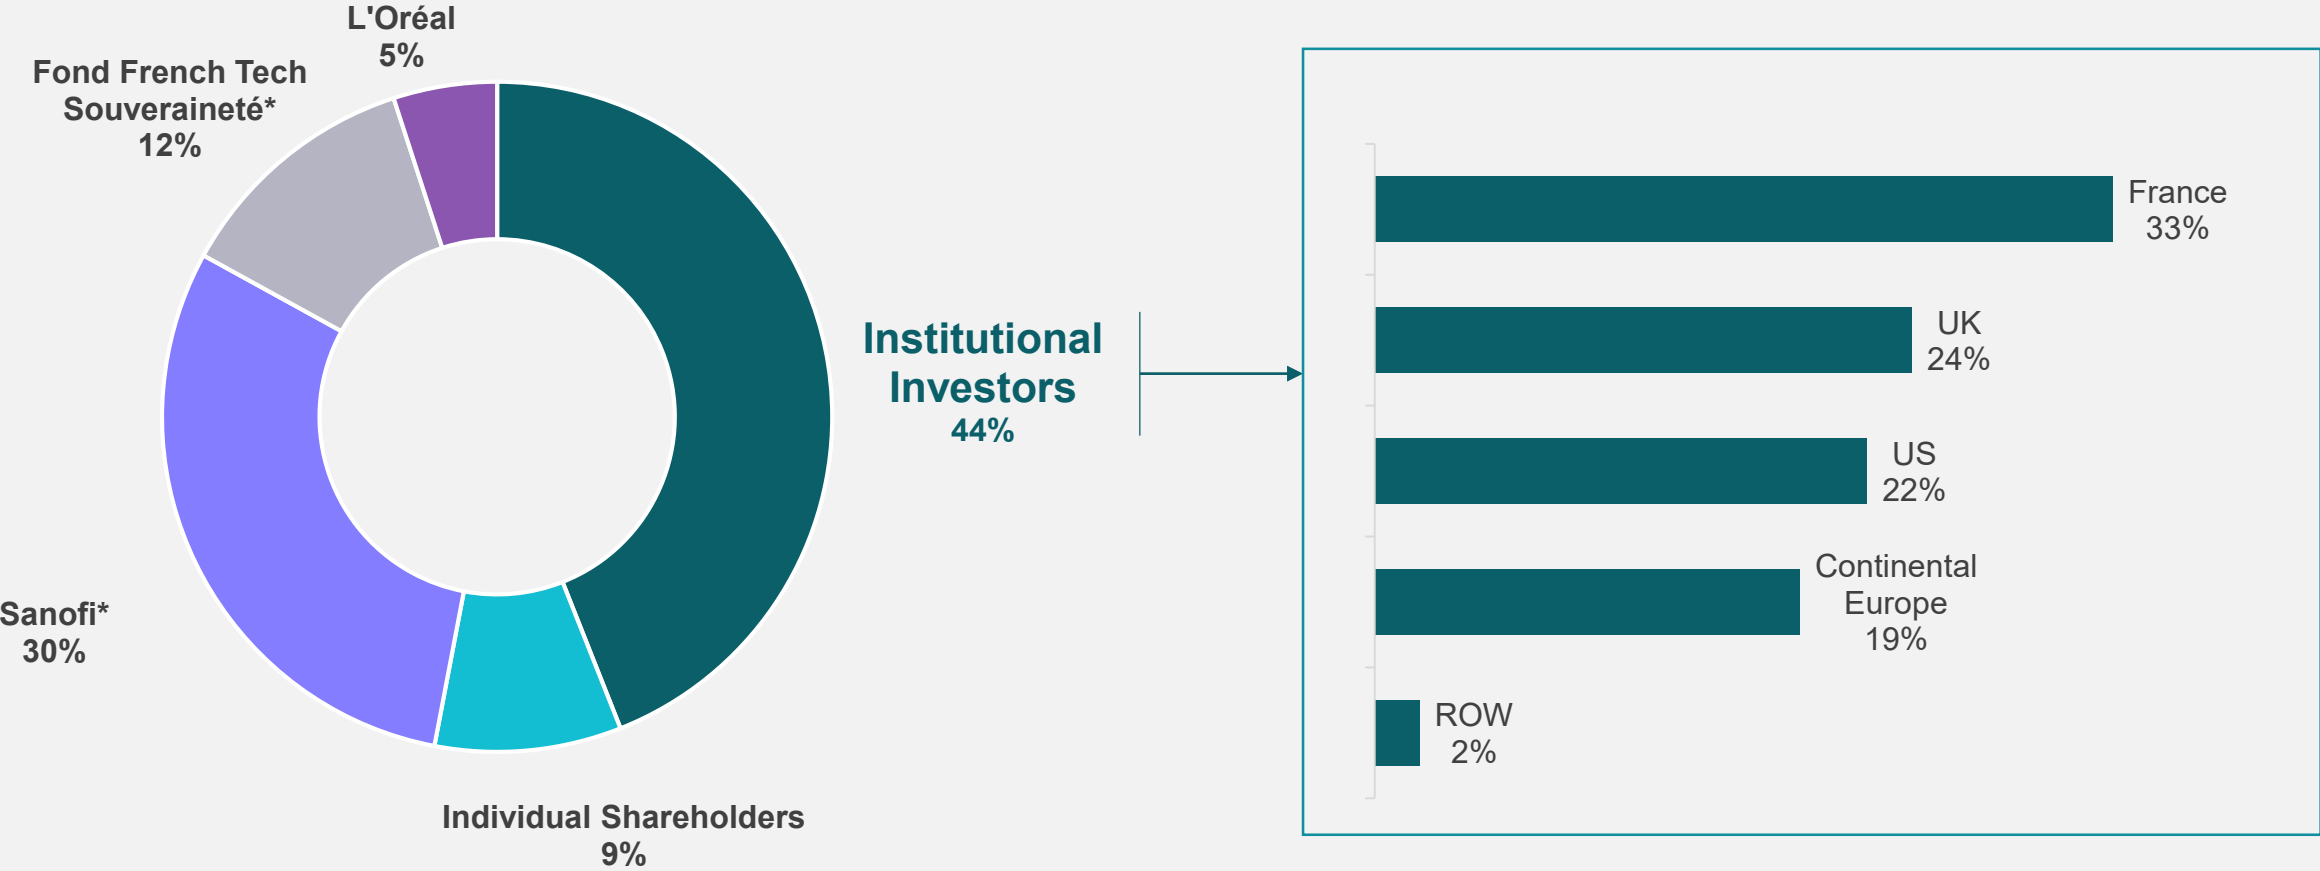 L'Oréal
5%
Fond French Tech
Souveraineté*
12%
Sanofi*
30%
Individual Shareholders
9%
Institutional
Investors
44%
France
33%
UK
24%
US
22%
Continental
Europe
19%
ROW
2%